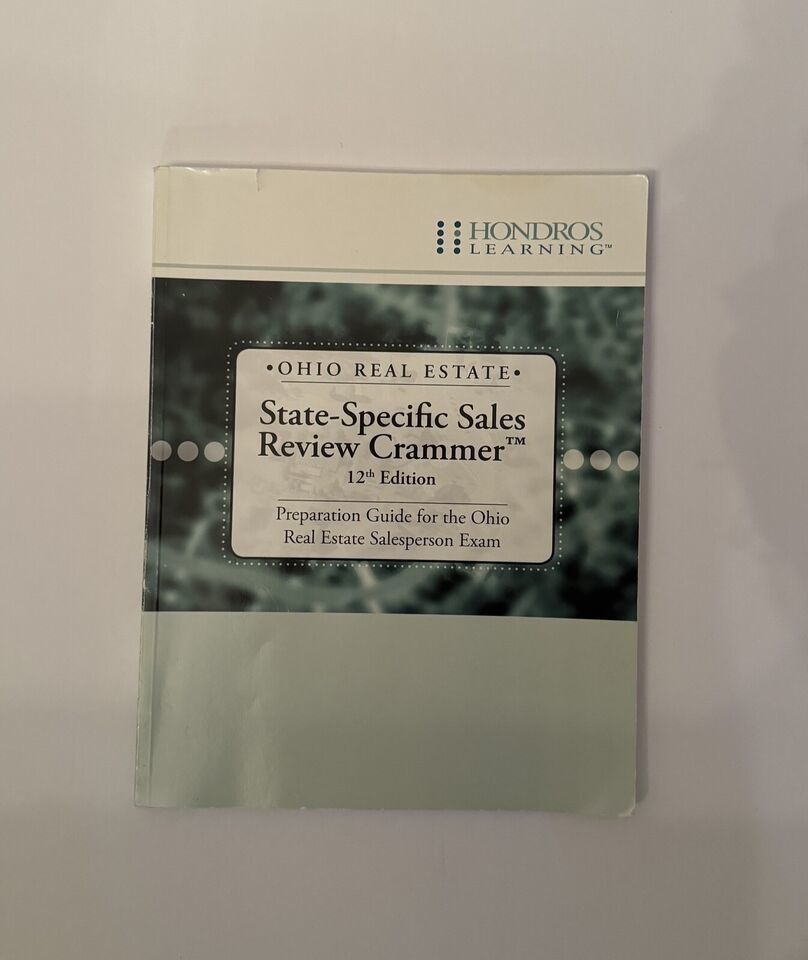 HONDROS
LEARNING™
•OHIO REAL ESTATE•
State-Specific Sales
Review Crammer™
12th Edition
Preparation Guide for the Ohio
Real Estate Salesperson Exam